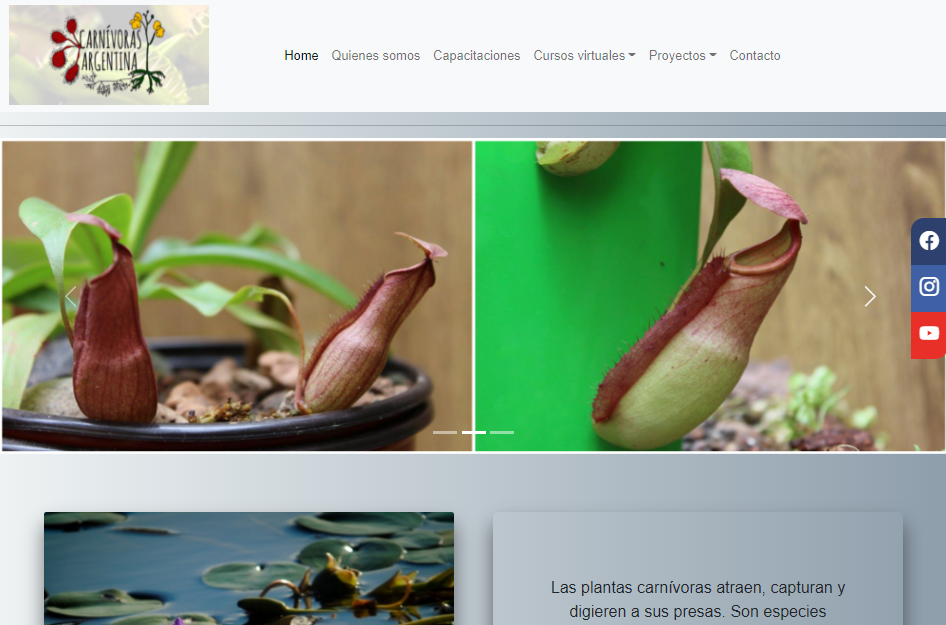 CARNÍVORAS
ARGENTINA
Home Quienes somos Capacitaciones Cursos virtuales Proyectos Contacto
Las plantas carnívoras atraen, capturan y
digieren a sus presas. Son especies